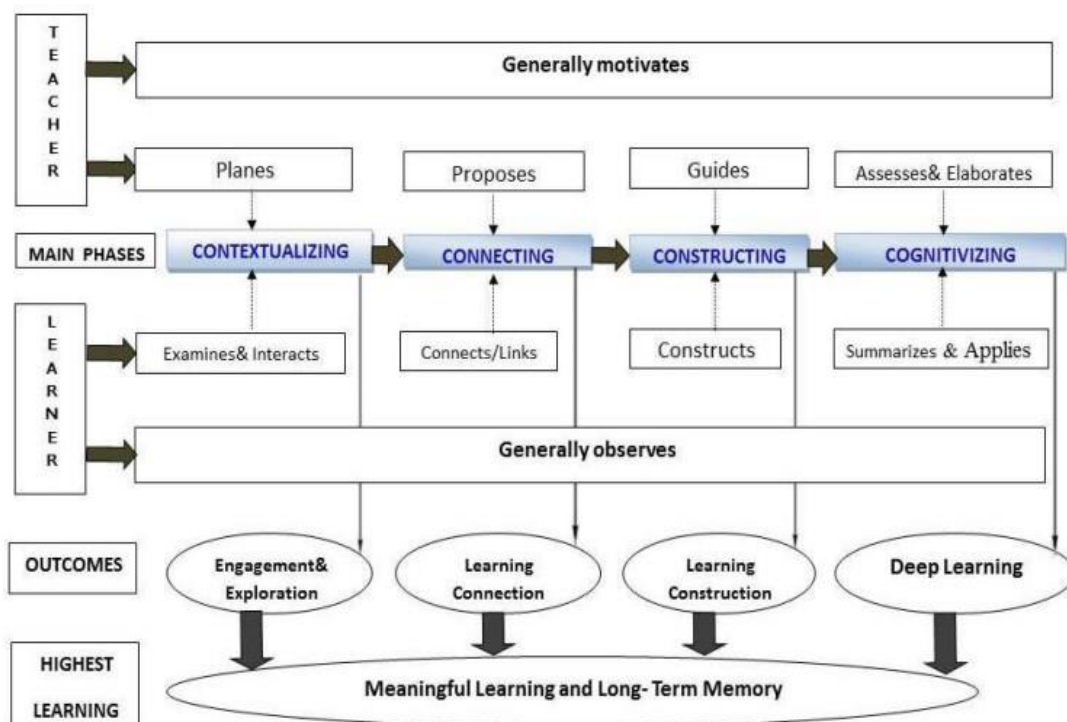 TEACHER
Generally motivates
Planes
Proposes
Guides
Assesses& Elaborates
MAIN PHASES
CONTEXTUALIZING
CONNECTING
CONSTRUCTING
COGNITIVIZING
LEARNER
Examines& Interacts
Connects/Links
Constructs
Summarizes & Applies
Generally observes
OUTCOMES
Engagement&
Exploration
Learning
Connection
Learning
Construction
Deep Learning
HIGHEST
LEARNING
Meaningful Learning and Long- Term Memory